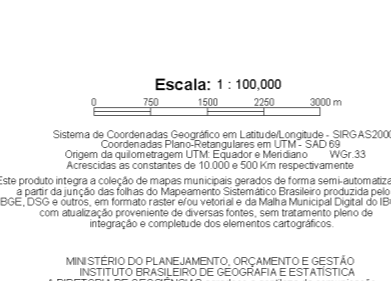 Escala: 1 : 100,000
0 750 1500 2250 3000 m
Sistema de Coordenadas Geográfico em Latitude/Longitude - SIRGAS2000
Coordenadas Plano-Retangulares em UTM - SAD 69
Origem da quilometragem UTM: Equador e Meridiano WGr.33
Acrescidas as constantes de 10.000 e 500 Km respectivamente
Este produto integra a coleção de mapas municipais gerados de forma semi-automatiza
a partir da junção das folhas do Mapeamento Sistemático Brasileiro produzida pelo
IBGE, DSG e outros, em formato raster e/ou vetorial e da Malha Municipal Digital do IB
com atualização proveniente de diversas fontes, sem tratamento pleno de
integração e completude dos elementos cartográficos.
MINISTÉRIO DO PLANEJAMENTO, ORÇAMENTO E GESTÃO
INSTITUTO BRASILEIRO DE GEOGRAFIA E ESTATÍSTICA